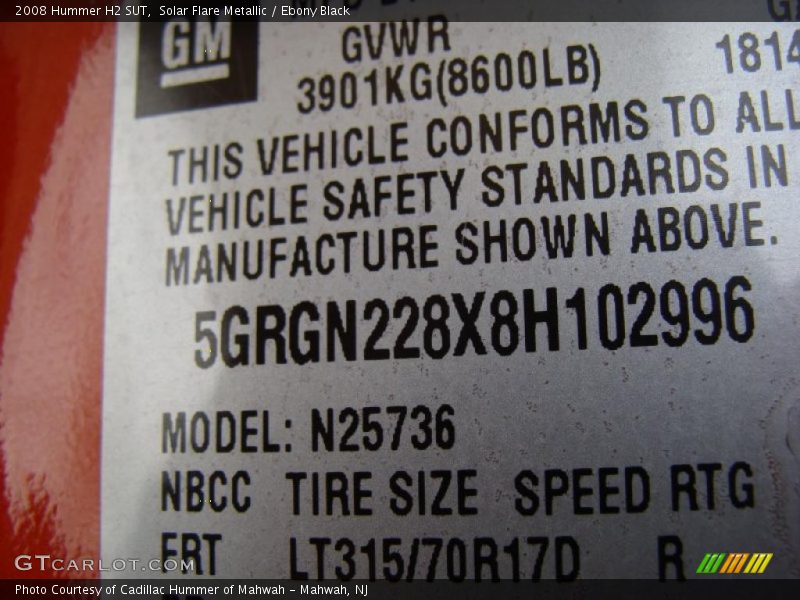 2008 Hummer H2 SUT, Solar Flare Metallic / Ebony Black
GM
GVWR
3901KG(8600LB) 1814
THIS VEHICLE CONFORMS TO ALL
VEHICLE SAFETY STANDARDS IN
MANUFACTURE SHOWN ABOVE.
5GRGN228X8H102996
MODEL: N25736
NBCC TIRE SIZE SPEED RTG
FRT LT315/70R17D R
GTCARLOT.COM
Photo Courtesy of Cadillac Hummer of Mahwah - Mahwah, NJ